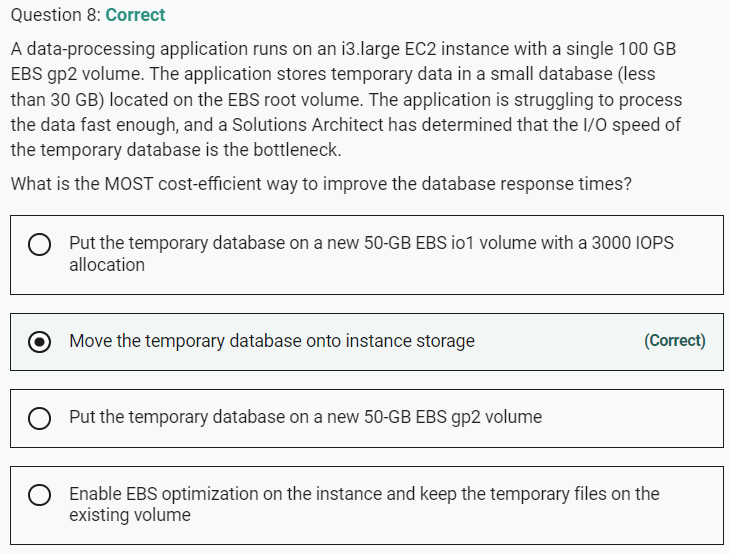 Question 8: Correct
A data-processing application runs on an i3.large EC2 instance with a single 100 GB
EBS gp2 volume. The application stores temporary data in a small database (less
than 30 GB) located on the EBS root volume. The application is struggling to process
the data fast enough, and a Solutions Architect has determined that the I/O speed of
the temporary database is the bottleneck.
What is the MOST cost-efficient way to improve the database response times?
Put the temporary database on a new 50-GB EBS io1 volume with a 3000 IOPS
allocation
Move the temporary database onto instance storage (Correct)
Put the temporary database on a new 50-GB EBS gp2 volume
Enable EBS optimization on the instance and keep the temporary files on the
existing volume